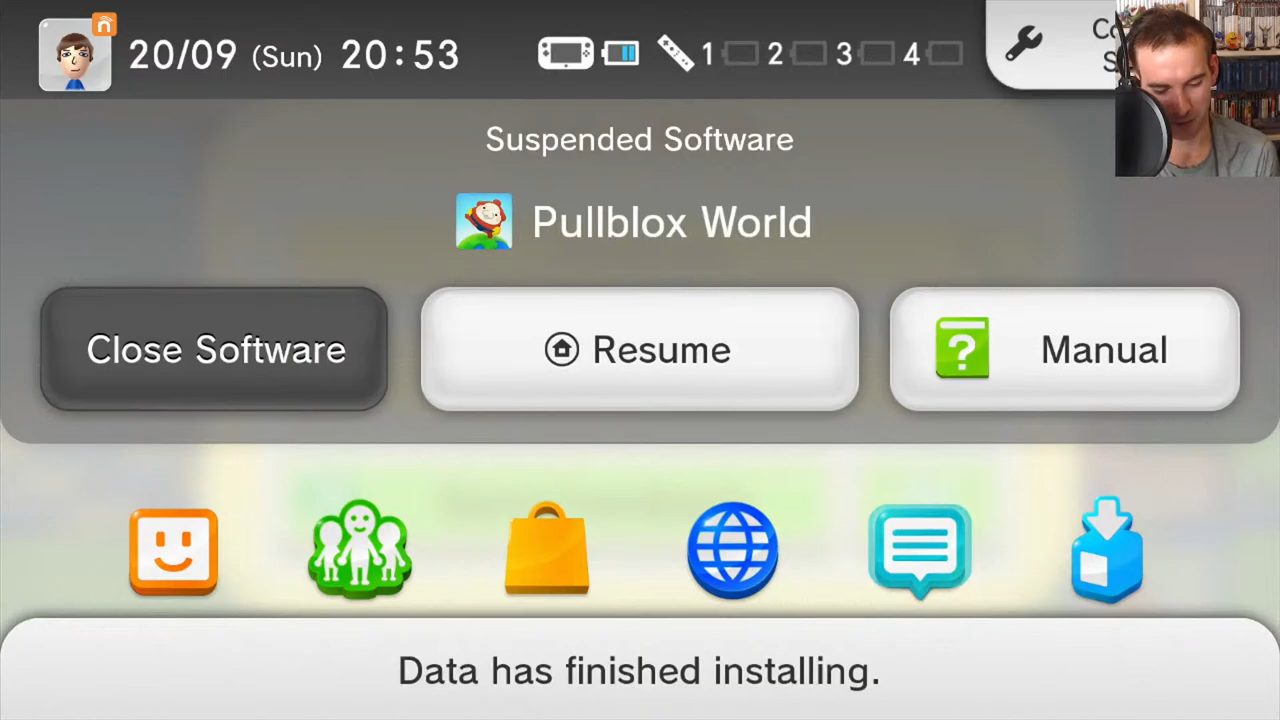 20/09 (Sun) 20:53 1 2 3 4
Suspended Software
Pullblox World
Close Software
Resume
? Manual
Data has finished installing.